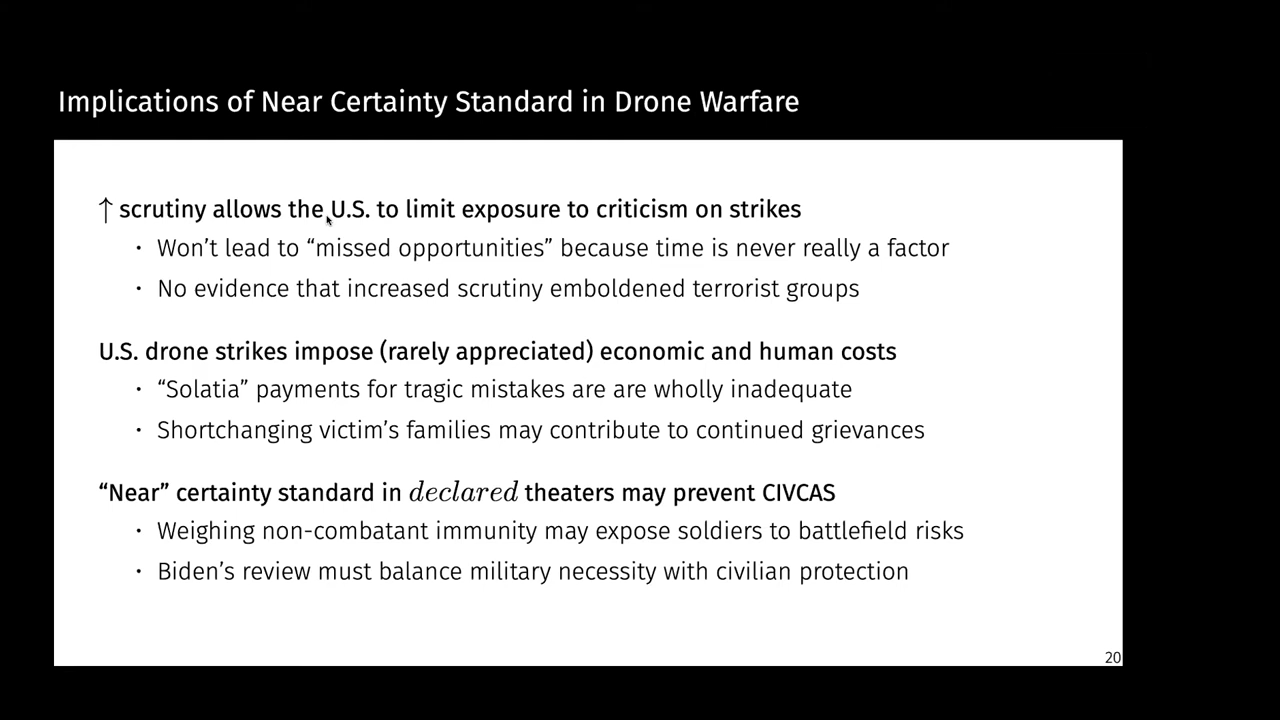 Implications of Near Certainty Standard in Drone Warfare
↑ scrutiny allows the U.S. to limit exposure to criticism on strikes
· Won’t lead to “missed opportunities” because time is never really a factor
· No evidence that increased scrutiny emboldened terrorist groups
U.S. drone strikes impose (rarely appreciated) economic and human costs
· “Solatia” payments for tragic mistakes are are wholly inadequate
· Shortchanging victim’s families may contribute to continued grievances
“Near” certainty standard in declared theaters may prevent CIVCAS
· Weighing non-combatant immunity may expose soldiers to battlefield risks
· Biden’s review must balance military necessity with civilian protection
20